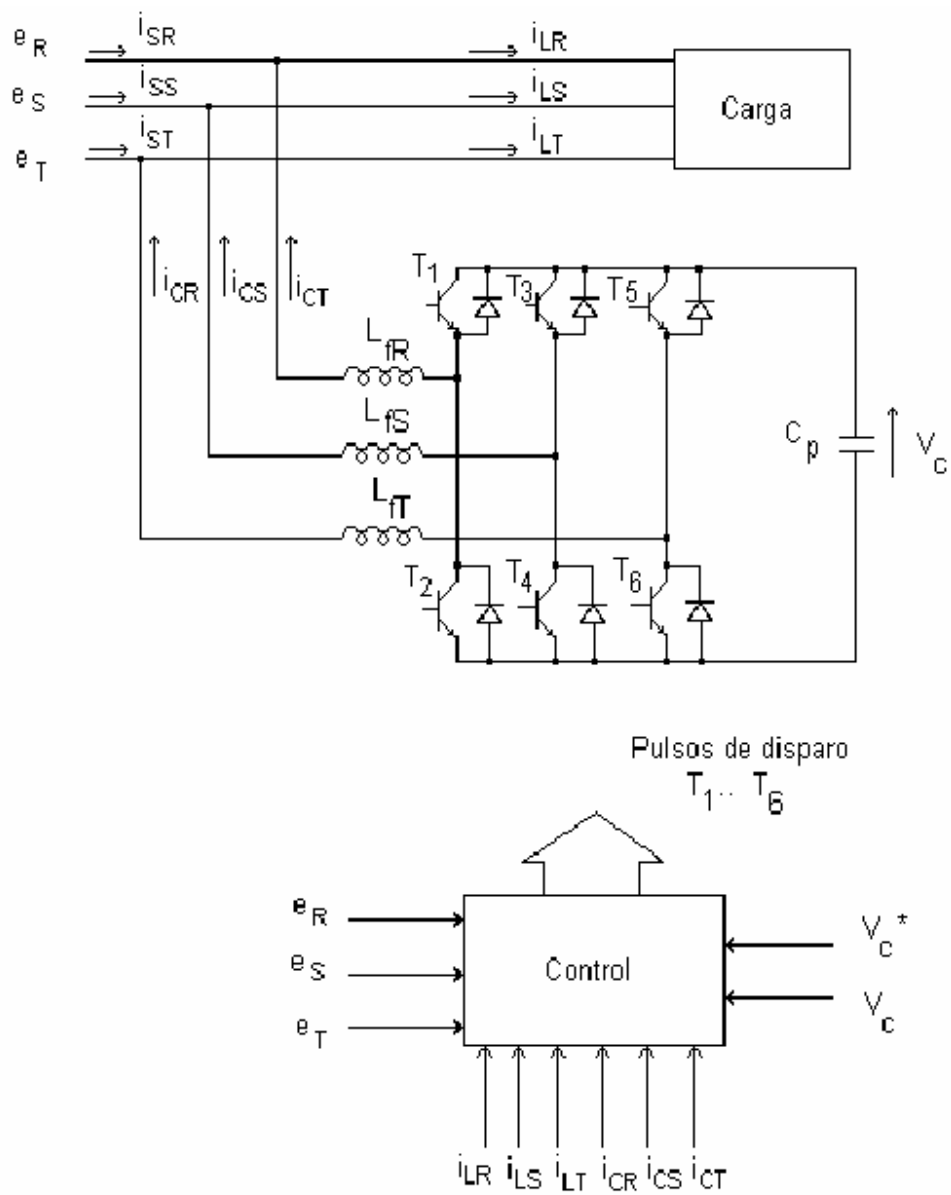 e_R i_SR i_LR
e_S i_SS i_LS
e_T i_ST i_LT
Carga
i_CR i_CS i_CT
T_1 T_3 T_5
L_fR
L_fS
L_fT
C_p V_c
T_2 T_4 T_6
Pulsos de disparo
T_1 .. T_6
e_R
e_S
e_T
Control
V_c*
V_c
i_LR i_LS i_LT i_CR i_CS i_CT